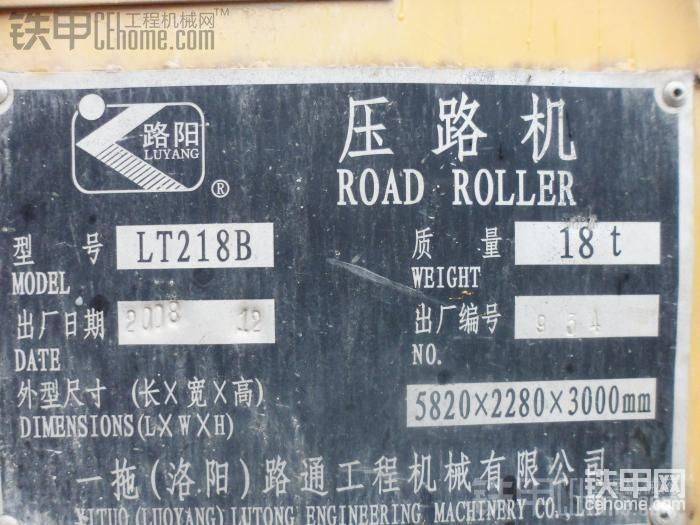 铁甲工程机械网
CEhome.com
路阳
LUYANG
®
压路机
ROAD ROLLER
型号 LT218B 质量 18 t
MODEL WEIGHT
出厂日期 2008 12 出厂编号 934
DATE NO.
外型尺寸 (长×宽×高) 5820×2280×3000mm
DIMENSIONS(L×W×H)
一拖(洛阳)路通工程机械有限公司
YITUO (LUOYANG) LUTONG ENGINEERING MACHINERY CO.
铁甲网
CEhome.com